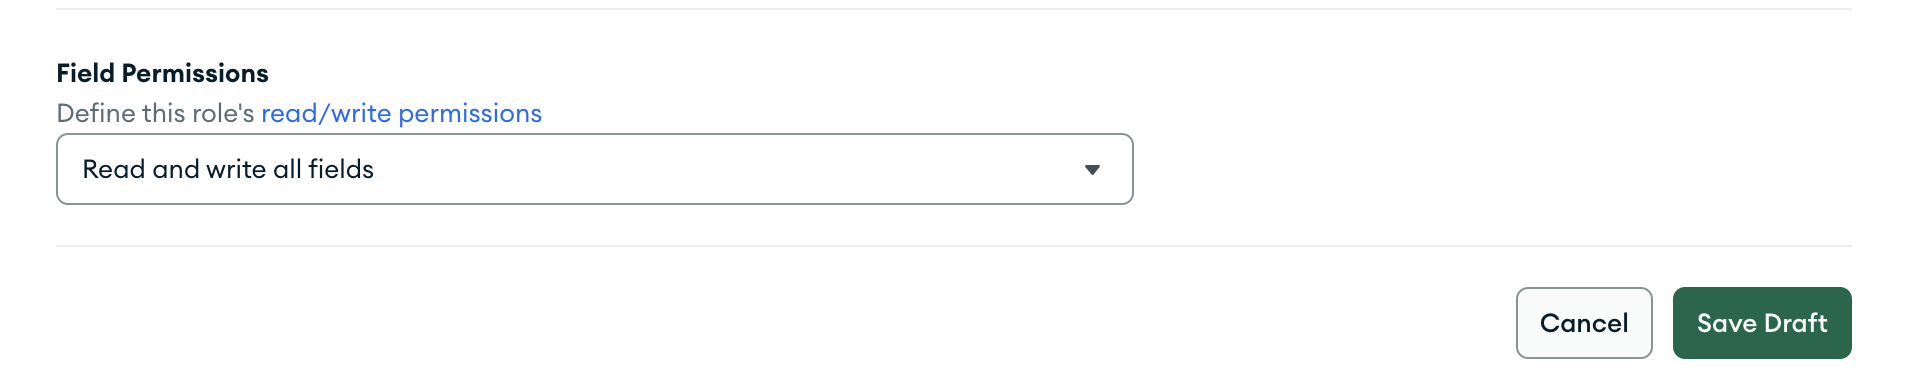 Field Permissions
Define this role's read/write permissions
Read and write all fields
Cancel
Save Draft